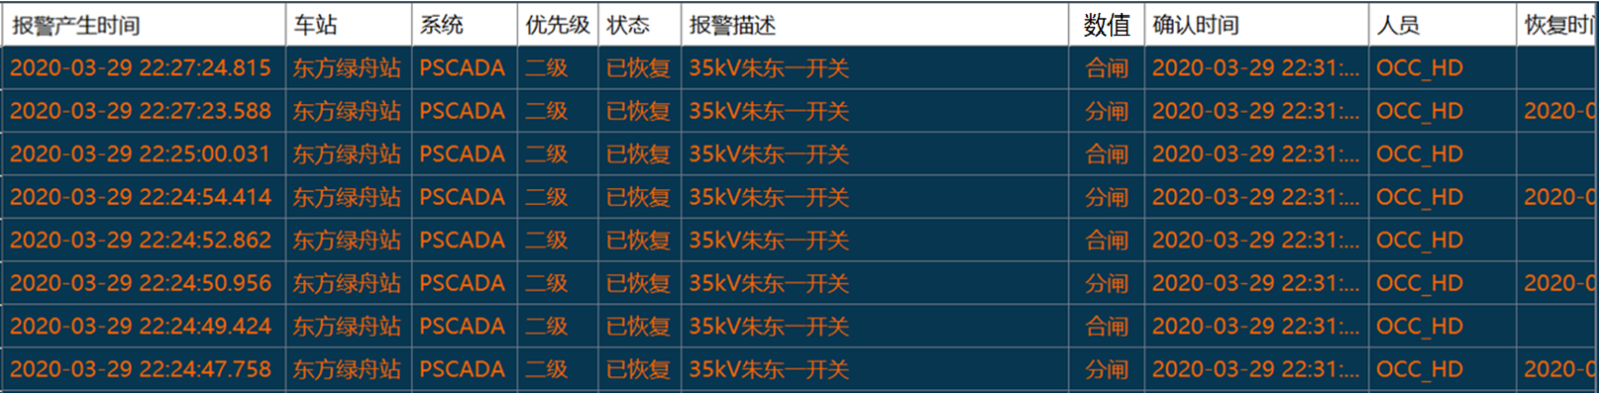 报警产生时间 车站 系统 优先级 状态 报警描述 数值 确认时间 人员 恢复时
2020-03-29 22:27:24.815 东方绿舟站 PSCADA 二级 已恢复 35kV朱东一开关 合闸 2020-03-29 22:31:... OCC_HD
2020-03-29 22:27:23.588 东方绿舟站 PSCADA 二级 已恢复 35kV朱东一开关 分闸 2020-03-29 22:31:... OCC_HD 2020-0
2020-03-29 22:25:00.031 东方绿舟站 PSCADA 二级 已恢复 35kV朱东一开关 合闸 2020-03-29 22:31:... OCC_HD
2020-03-29 22:24:54.414 东方绿舟站 PSCADA 二级 已恢复 35kV朱东一开关 分闸 2020-03-29 22:31:... OCC_HD 2020-0
2020-03-29 22:24:52.862 东方绿舟站 PSCADA 二级 已恢复 35kV朱东一开关 合闸 2020-03-29 22:31:... OCC_HD
2020-03-29 22:24:50.956 东方绿舟站 PSCADA 二级 已恢复 35kV朱东一开关 分闸 2020-03-29 22:31:... OCC_HD 2020-0
2020-03-29 22:24:49.424 东方绿舟站 PSCADA 二级 已恢复 35kV朱东一开关 合闸 2020-03-29 22:31:... OCC_HD
2020-03-29 22:24:47.758 东方绿舟站 PSCADA 二级 已恢复 35kV朱东一开关 分闸 2020-03-29 22:31:... OCC_HD 2020-0